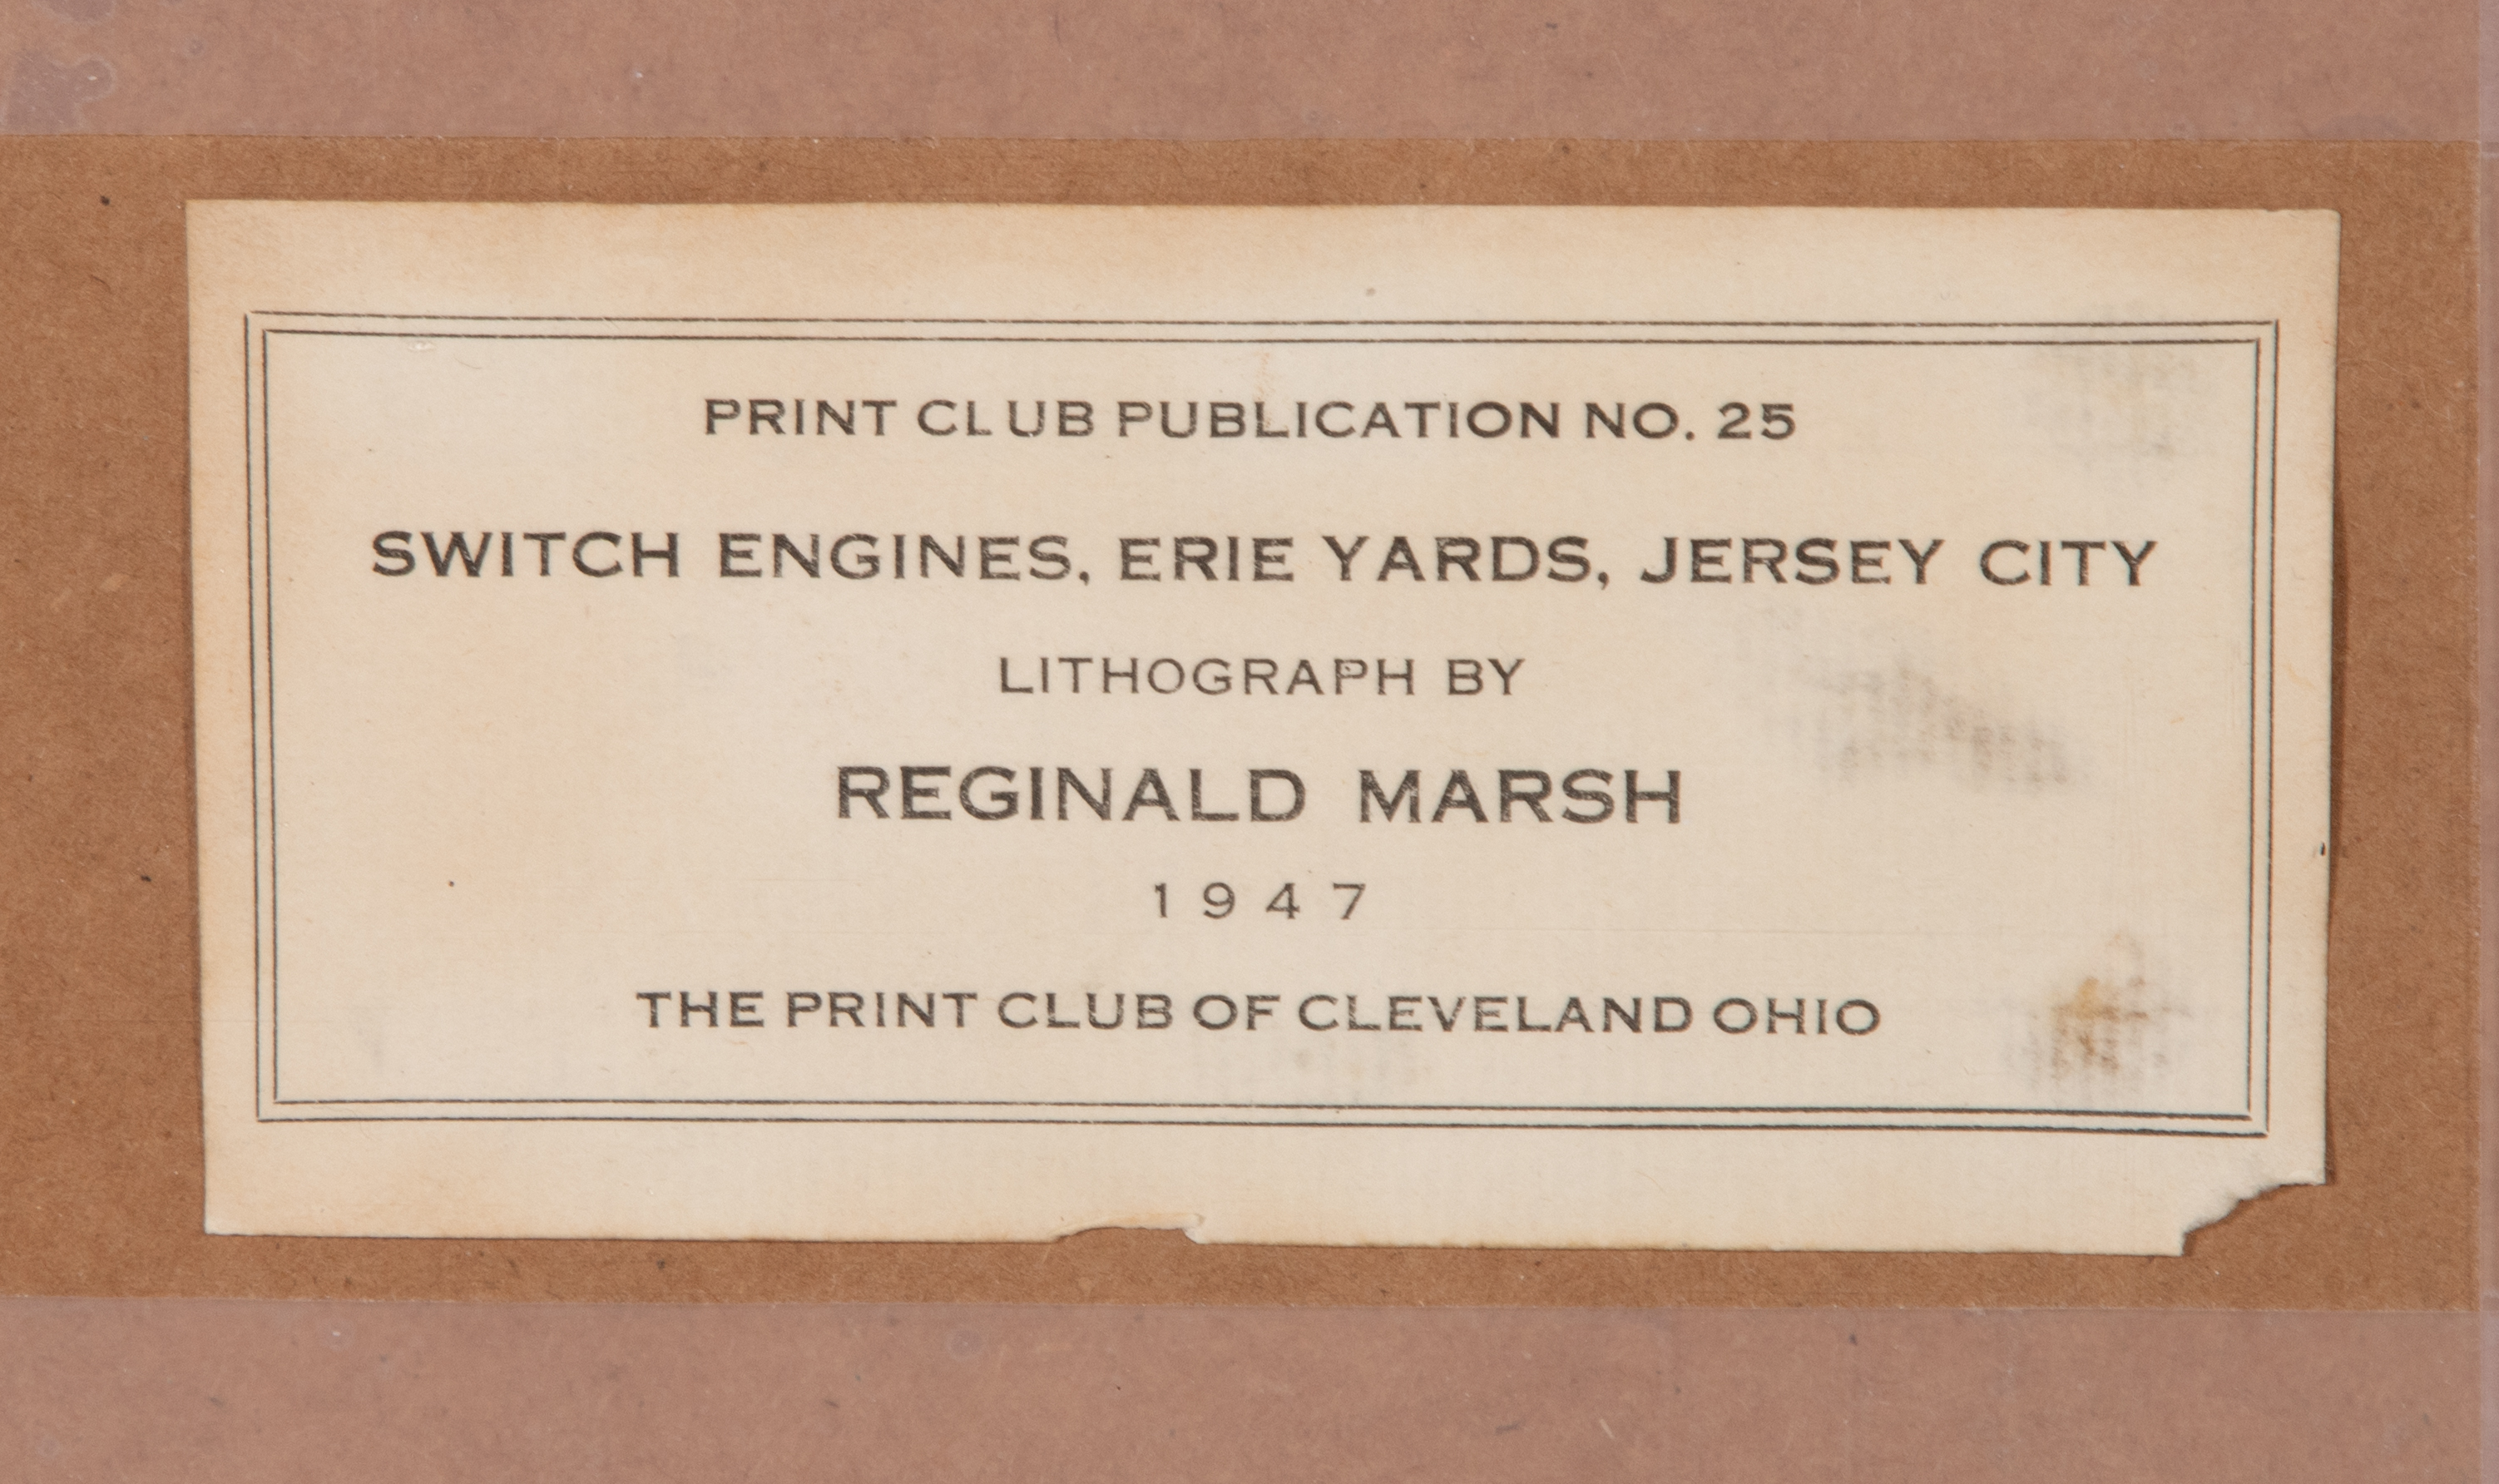 PRINT CLUB PUBLICATION NO. 25
SWITCH ENGINES, ERIE YARDS, JERSEY CITY
LITHOGRAPH BY
REGINALD MARSH
1947
THE PRINT CLUB OF CLEVELAND OHIO